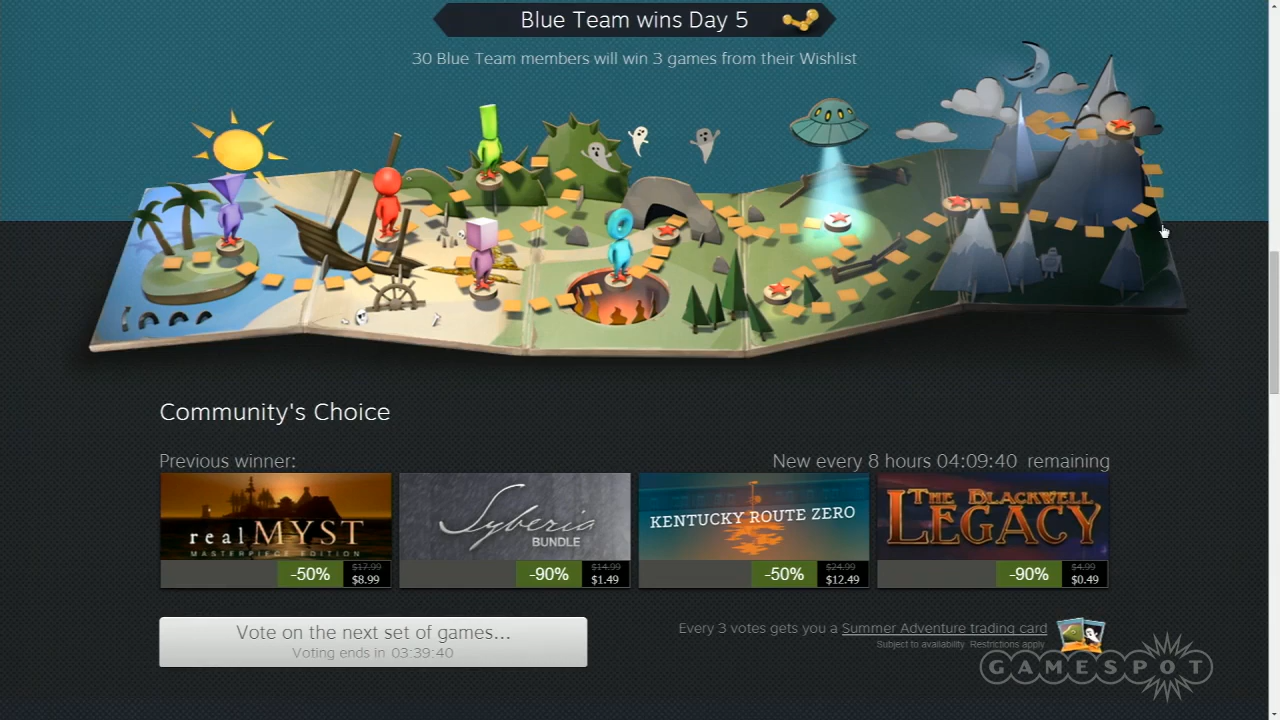 Blue Team wins Day 5
30 Blue Team members will win 3 games from their Wishlist
Community's Choice
Previous winner:
New every 8 hours 04:09:40 remaining
realMYST
MASTERPIECE EDITION
-50%
$17.99
$8.99
Syberia
BUNDLE
-90%
$14.99
$1.49
KENTUCKY ROUTE ZERO
-50%
$24.99
$12.49
THE BLACKWELL
LEGACY
-90%
$4.99
$0.49
Vote on the next set of games...
Voting ends in 03:39:40
Every 3 votes gets you a Summer Adventure trading card
Subject to availability. Restrictions apply.
GAMESPOT